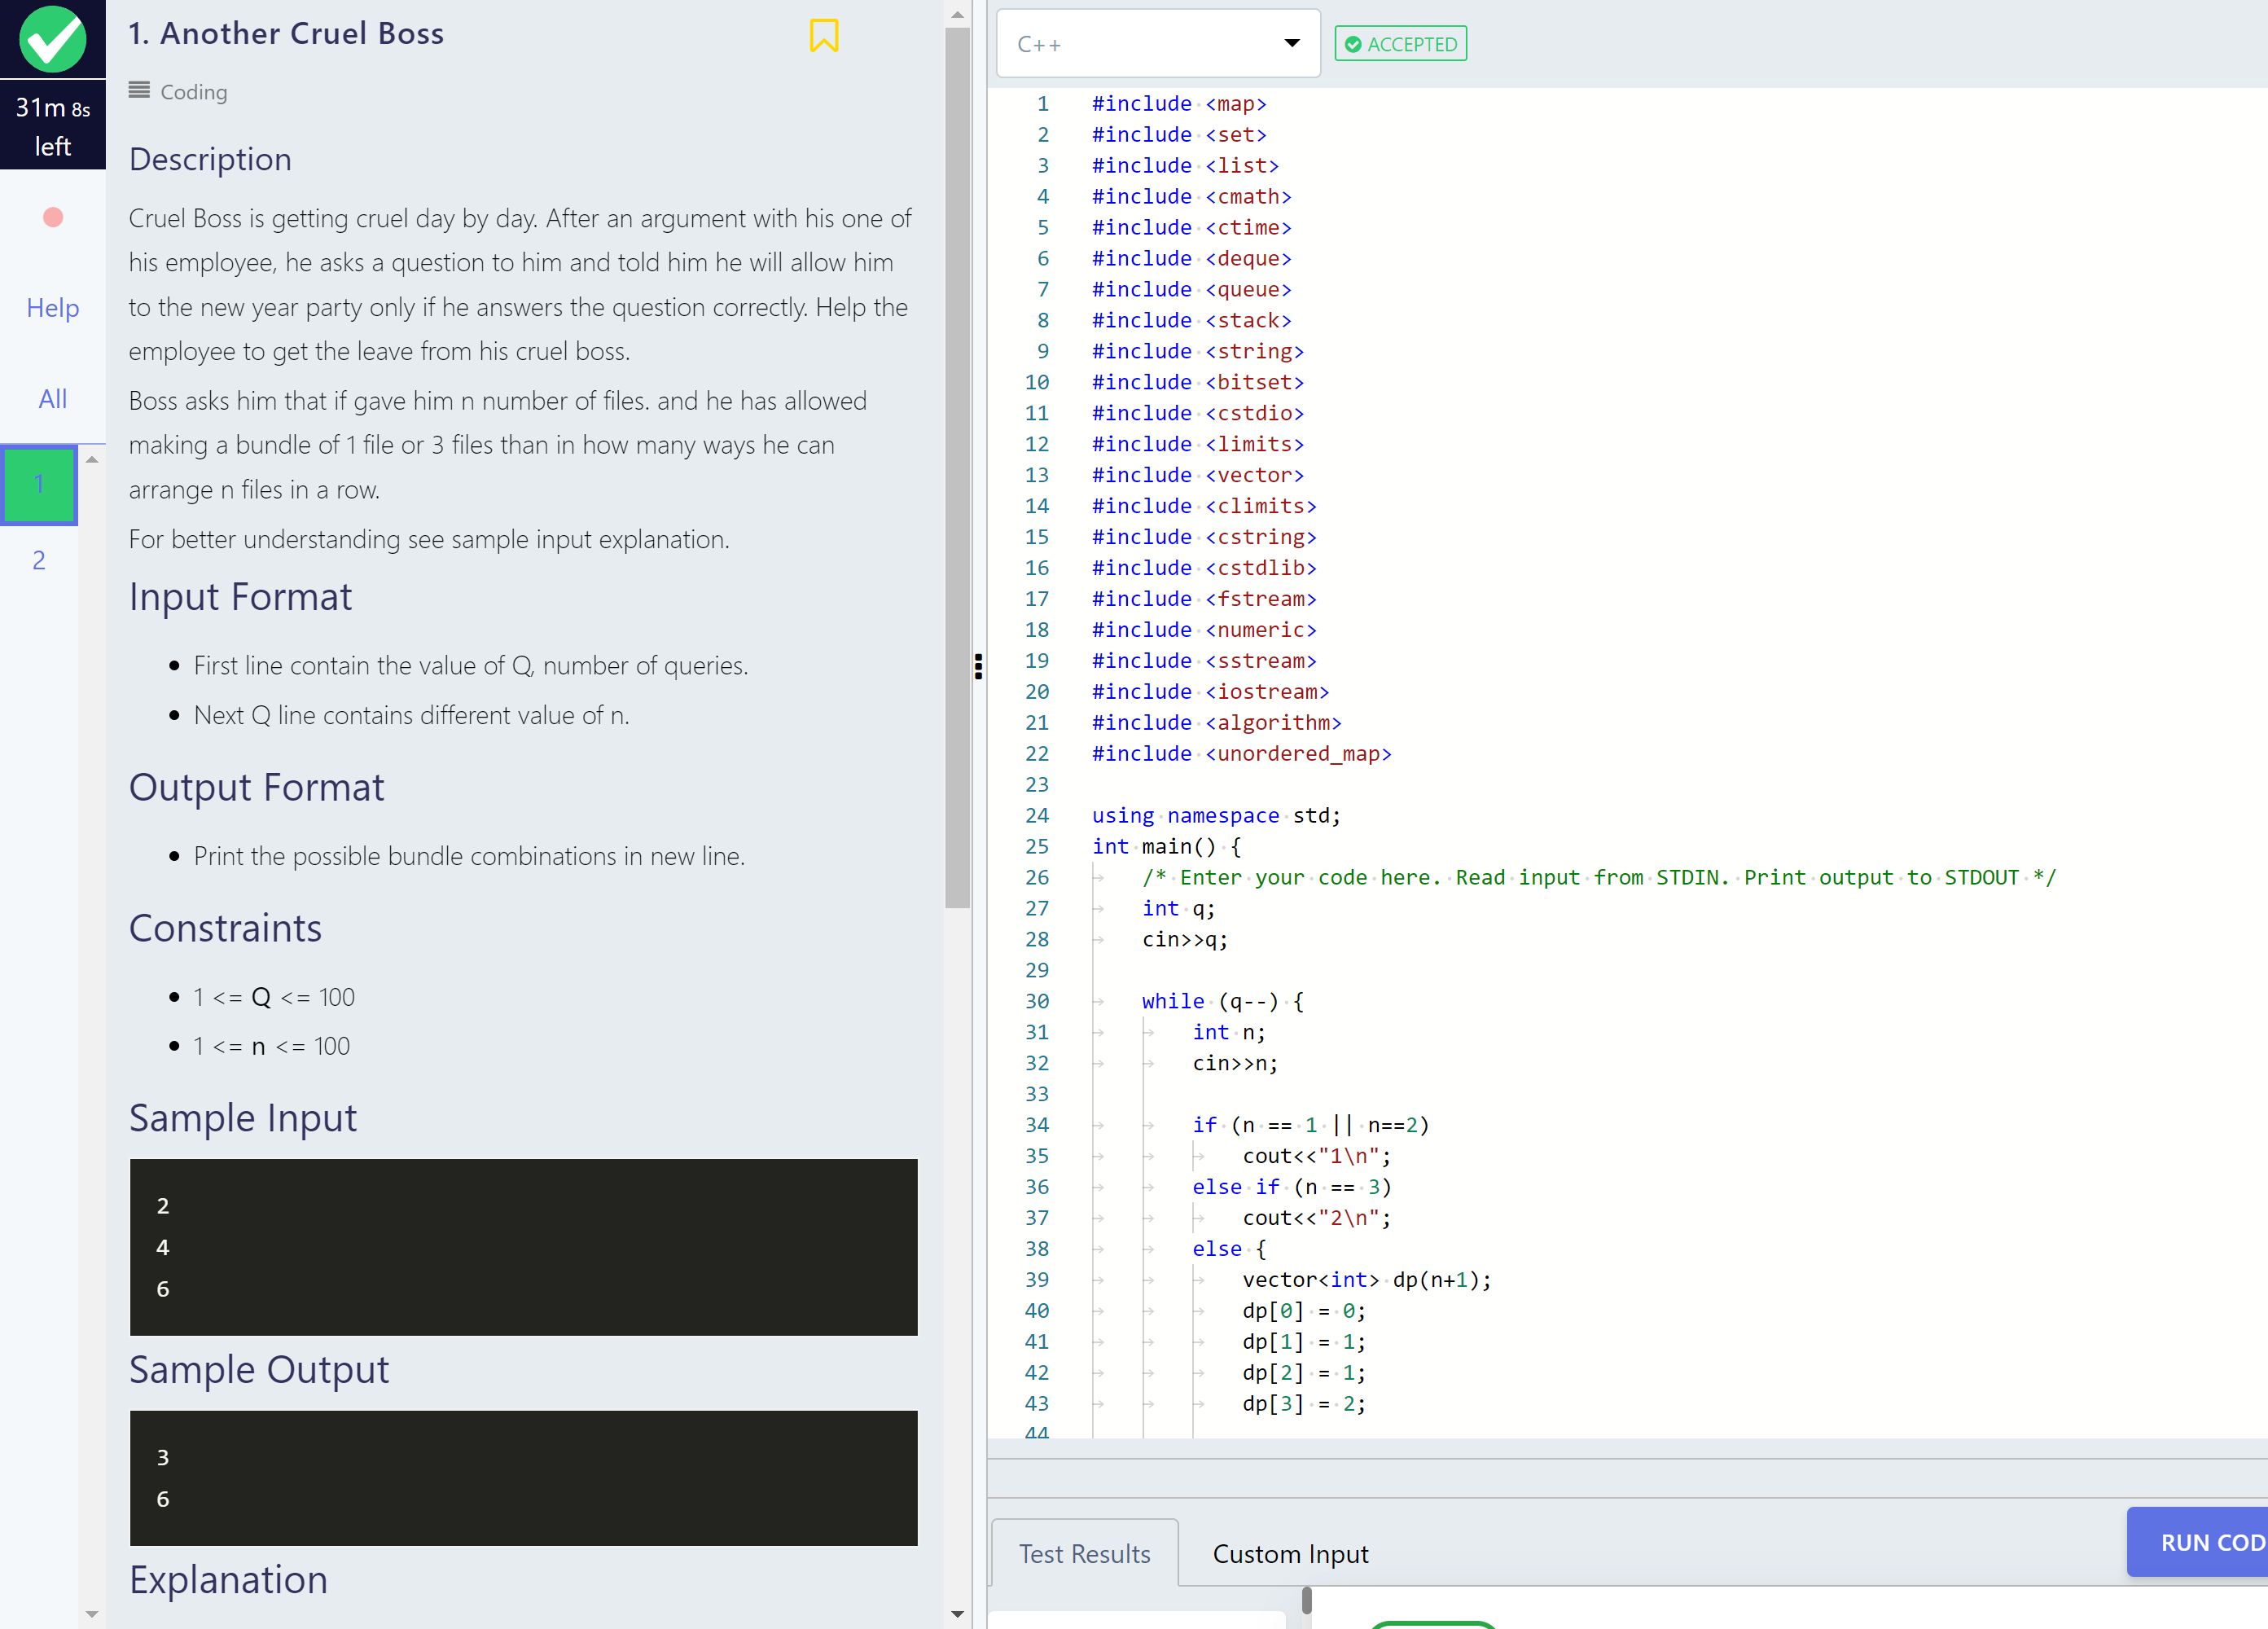 31m 8s
left
Help
All
1
2
1. Another Cruel Boss
Coding
Description
Cruel Boss is getting cruel day by day. After an argument with his one of
his employee, he asks a question to him and told him he will allow him
to the new year party only if he answers the question correctly. Help the
employee to get the leave from his cruel boss.
Boss asks him that if gave him n number of files. and he has allowed
making a bundle of 1 file or 3 files than in how many ways he can
arrange n files in a row.
For better understanding see sample input explanation.
Input Format
First line contain the value of Q, number of queries.
Next Q line contains different value of n.
Output Format
Print the possible bundle combinations in new line.
Constraints
1 <= Q <= 100
1 <= n <= 100
Sample Input
2
4
6
Sample Output
3
6
Explanation
C++
ACCEPTED
1 #include <map>
2 #include <set>
3 #include <list>
4 #include <cmath>
5 #include <ctime>
6 #include <deque>
7 #include <queue>
8 #include <stack>
9 #include <string>
10 #include <bitset>
11 #include <cstdio>
12 #include <limits>
13 #include <vector>
14 #include <climits>
15 #include <cstring>
16 #include <cstdlib>
17 #include <fstream>
18 #include <numeric>
19 #include <sstream>
20 #include <iostream>
21 #include <algorithm>
22 #include <unordered_map>
23
24 using namespace std;
25 int main() {
26 /* Enter your code here. Read input from STDIN. Print output to STDOUT */
27 int q;
28 cin>>q;
29
30 while (q--) {
31 int n;
32 cin>>n;
33
34 if (n == 1 || n==2)
35 cout<<"1\n";
36 else if (n == 3)
37 cout<<"2\n";
38 else {
39 vector<int> dp(n+1);
40 dp[0] = 0;
41 dp[1] = 1;
42 dp[2] = 1;
43 dp[3] = 2;
44
Test Results
Custom Input
RUN COD